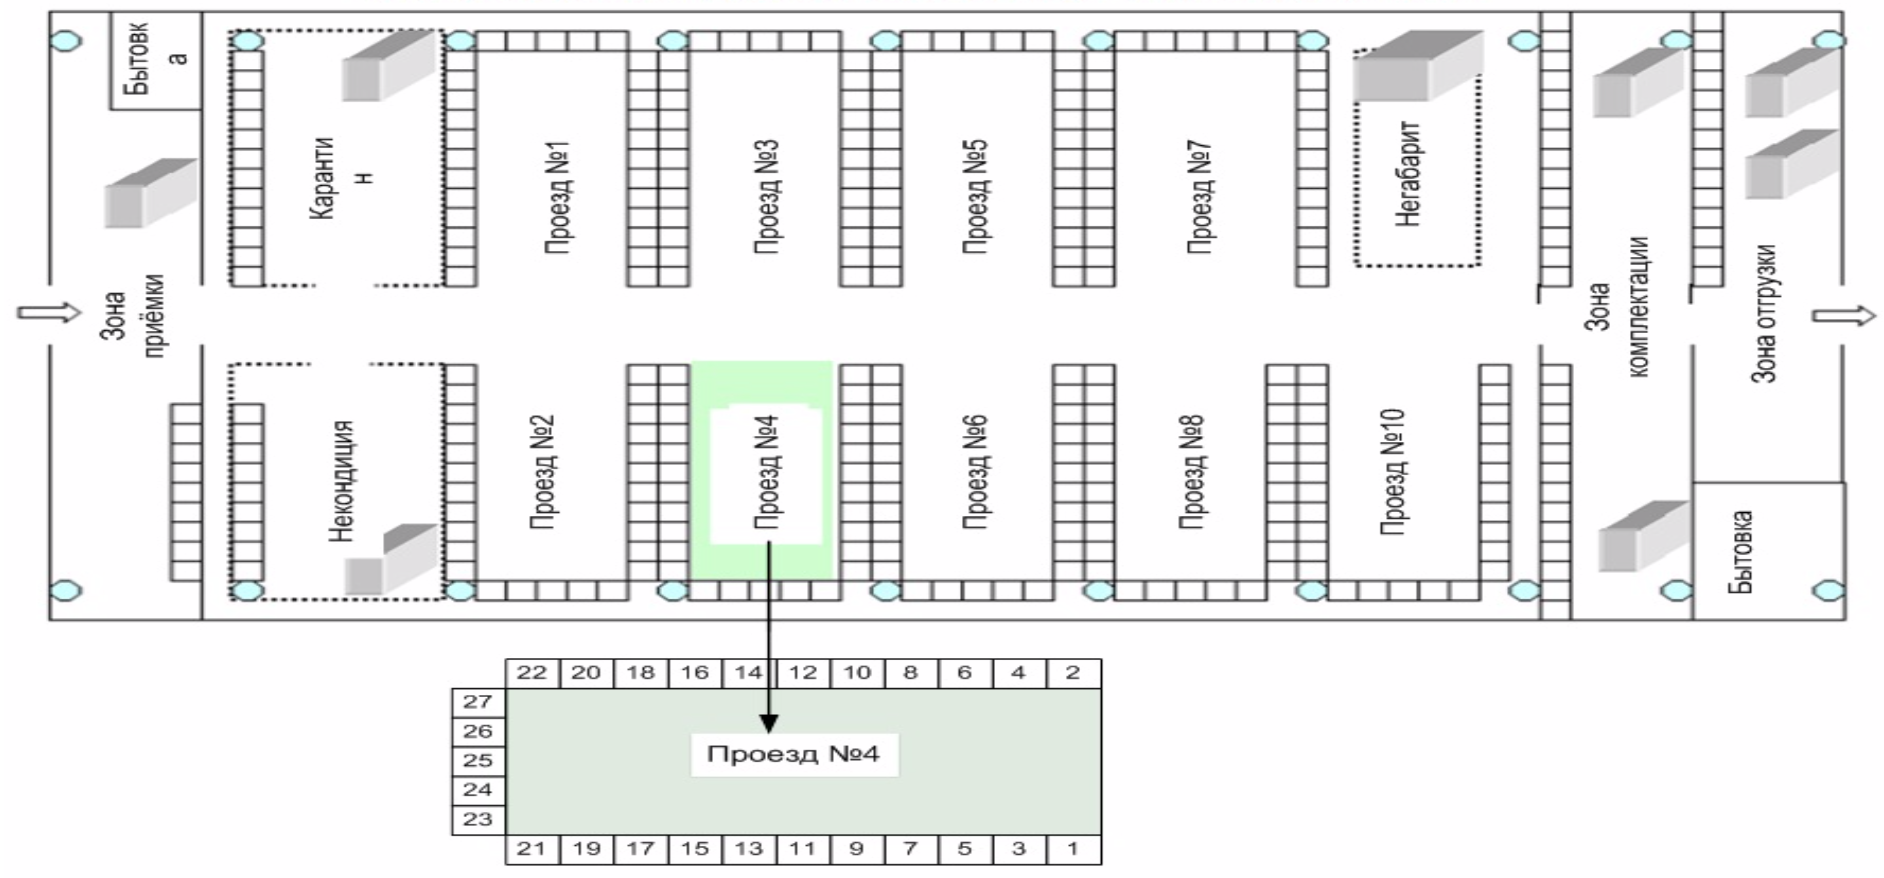 Бытовк
а
Каранти
н
Проезд №1
Проезд №3
Проезд №5
Проезд №7
Негабарит
Зона
приёмки
Зона
комплектации
Зона отгрузки
Некондиция
Проезд №2
Проезд №4
Проезд №6
Проезд №8
Проезд №10
Бытовка
22 20 18 16 14 12 10 8 6 4 2
27
26
25
24
23
Проезд №4
21 19 17 15 13 11 9 7 5 3 1